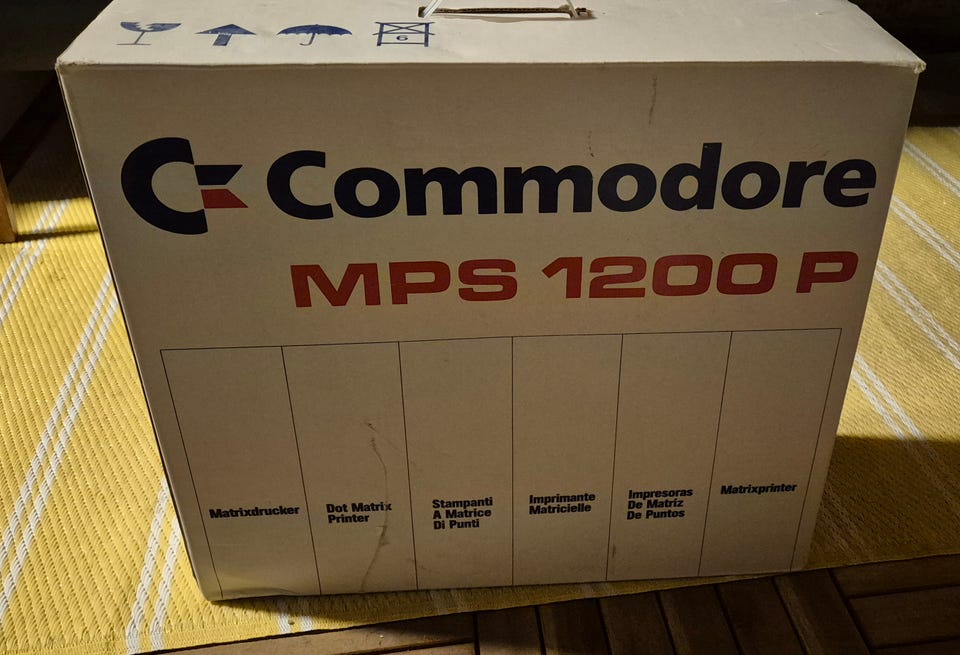 6
Commodore
MPS 1200 P
Matrixdrucker
Dot Matrix
Printer
Stampanti
A Matrice
Di Punti
Imprimante
Matricielle
Impresoras
De Matriz
De Puntos
Matrixprinter